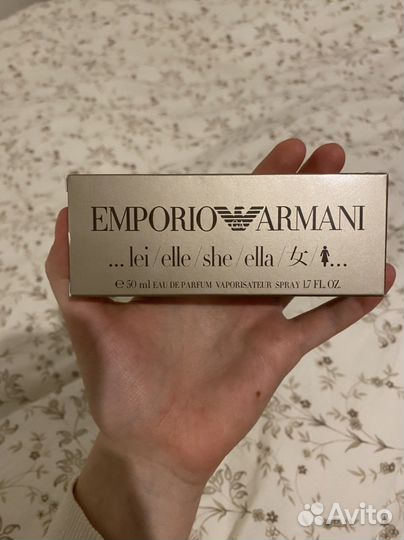 EMPORIO ARMANI
...lei/elle/she/ella/女/...
℮ 50 ml EAU DE PARFUM VAPORISATEUR SPRAY 1.7 FL. OZ.
Avito